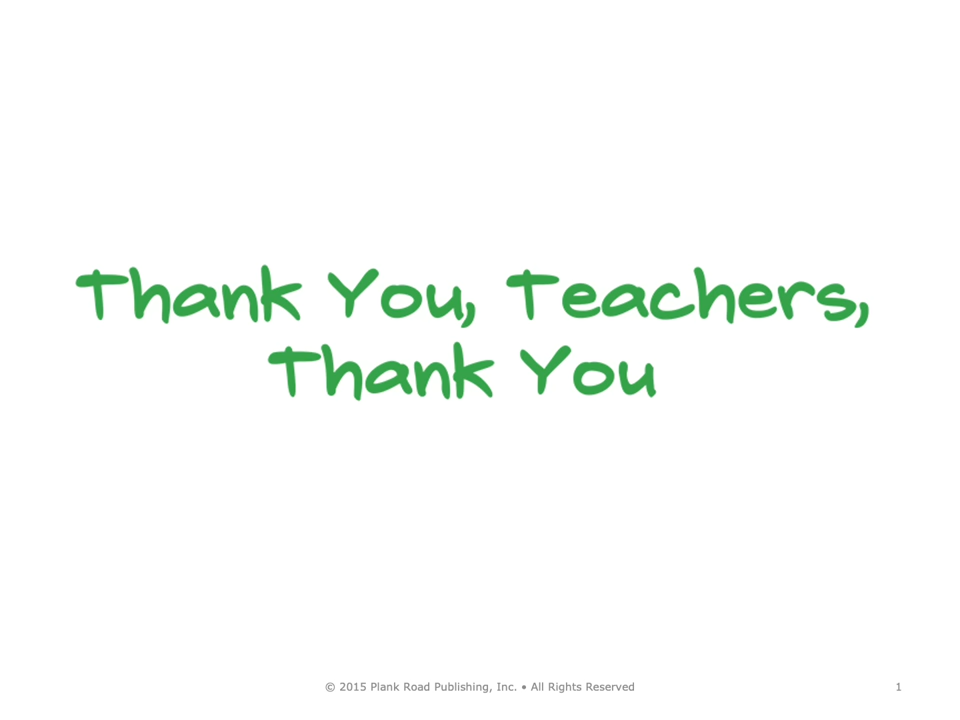 Thank You, Teachers,
Thank You
© 2015 Plank Road Publishing, Inc. • All Rights Reserved 1